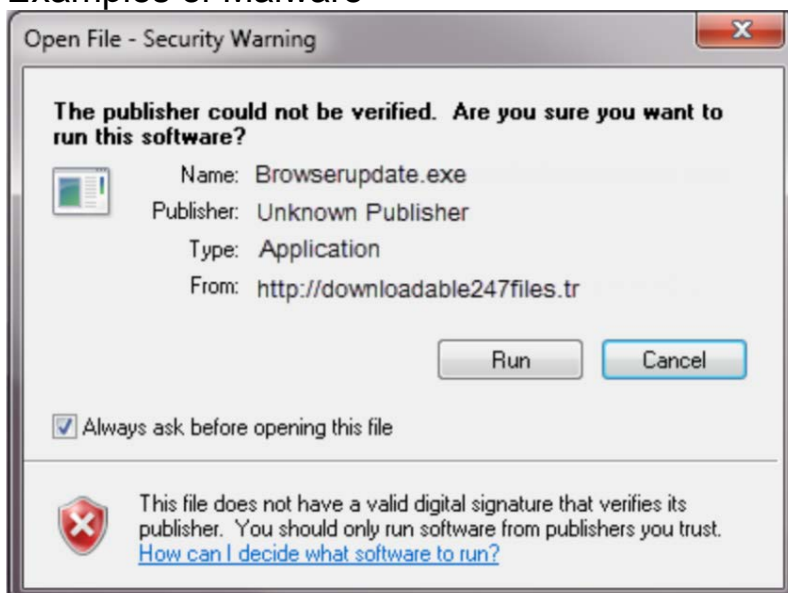 Examples of Malware
Open File - Security Warning
The publisher could not be verified. Are you sure you want to
run this software?
Name: Browserupdate.exe
Publisher: Unknown Publisher
Type: Application
From: http://downloadable247files.tr
Run Cancel
Always ask before opening this file
This file does not have a valid digital signature that verifies its
publisher. You should only run software from publishers you trust.
How can I decide what software to run?